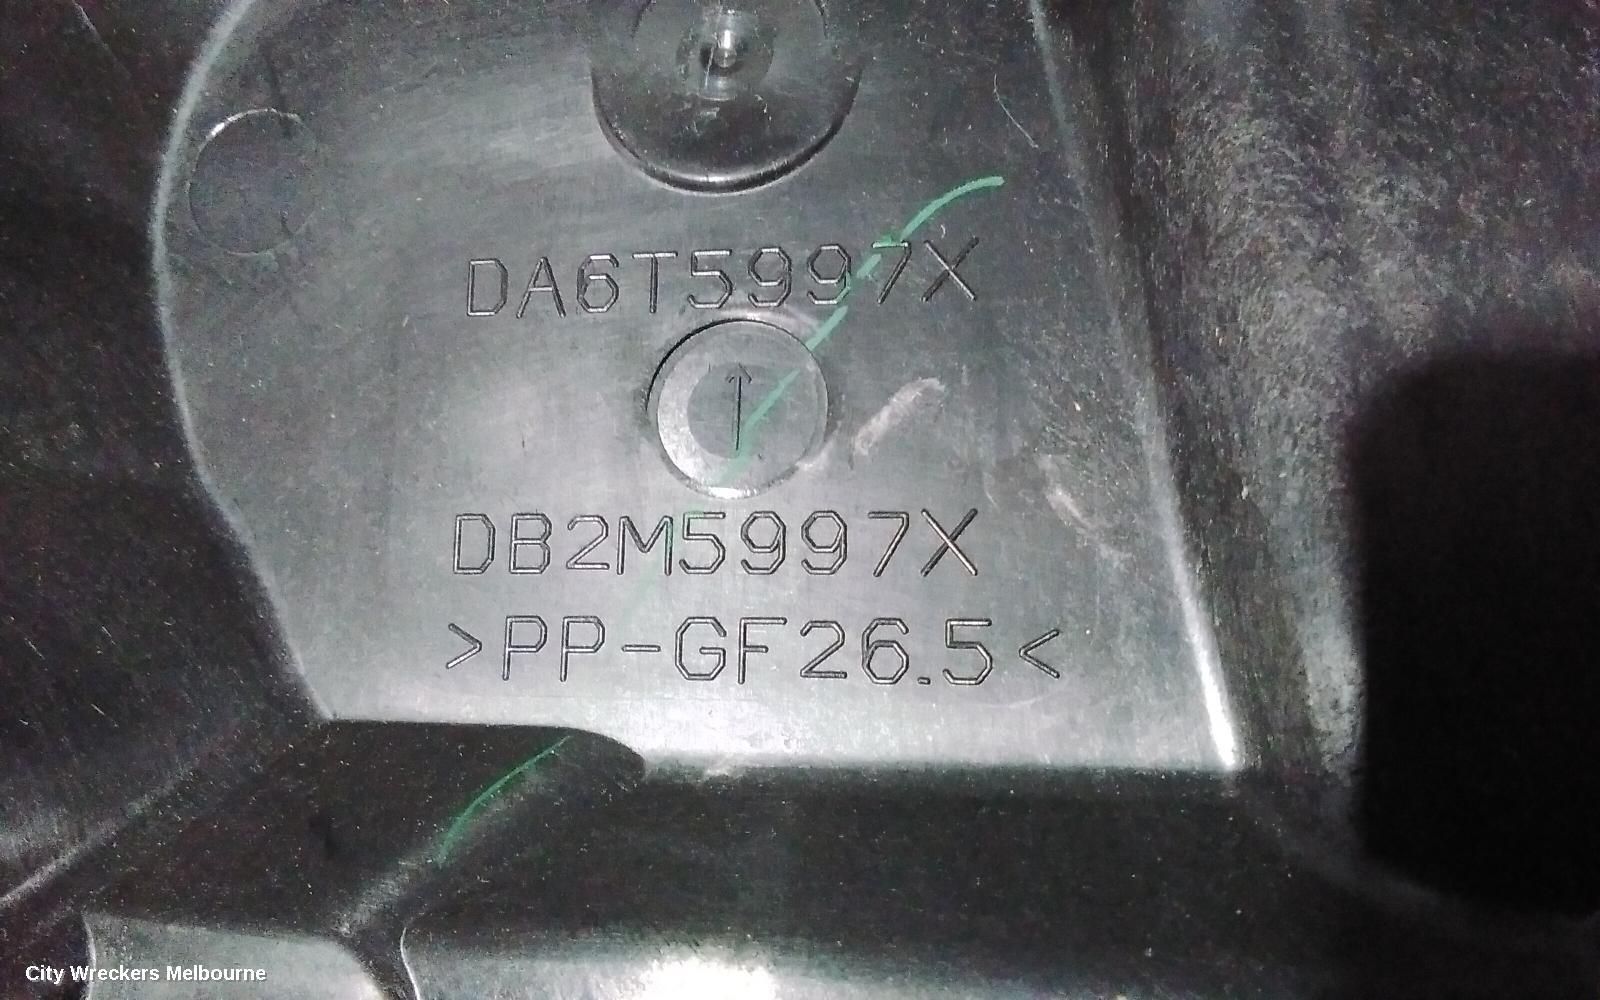 DA6T5997X
DB2M5997X
>PP-GF26.5<
City Wreckers Melbourne